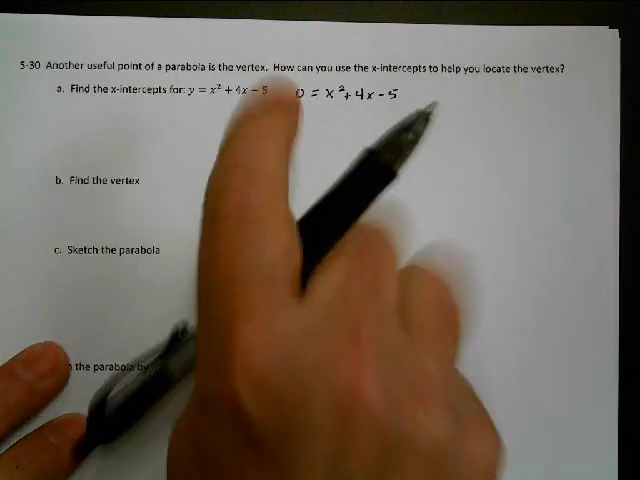 5-30 Another useful point of a parabola is the vertex. How can you use the x-intercepts to help you locate the vertex?
a. Find the x-intercepts for: y = x² + 4x − 5 0 = x² + 4x - 5
b. Find the vertex
c. Sketch the parabola
the parabola by